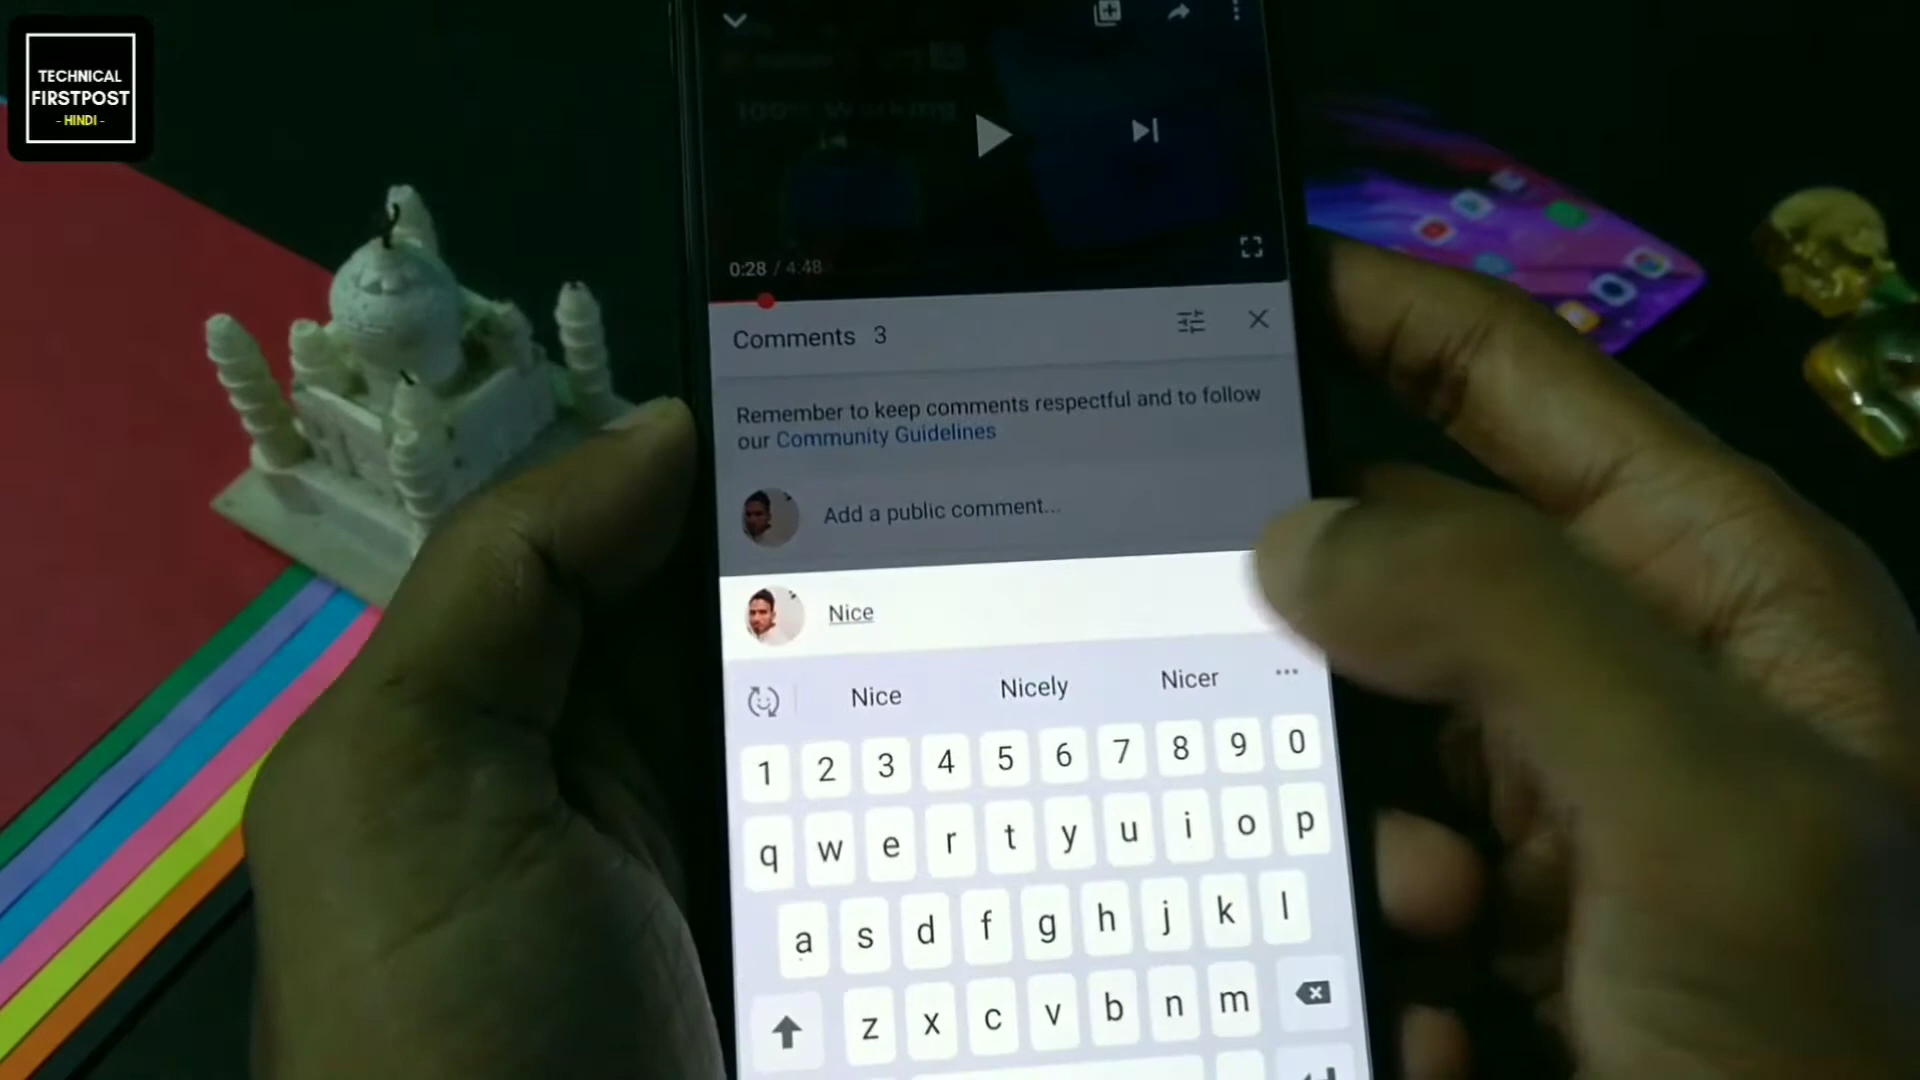 TECHNICAL
FIRSTPOST
- HINDI -
0:28 / 4:48
Comments 3
Remember to keep comments respectful and to follow
our Community Guidelines
Add a public comment...
Nice
Nice Nicely Nicer
1 2 3 4 5 6 7 8 9 0
q w e r t y u i o p
a s d f g h j k l
z x c v b n m